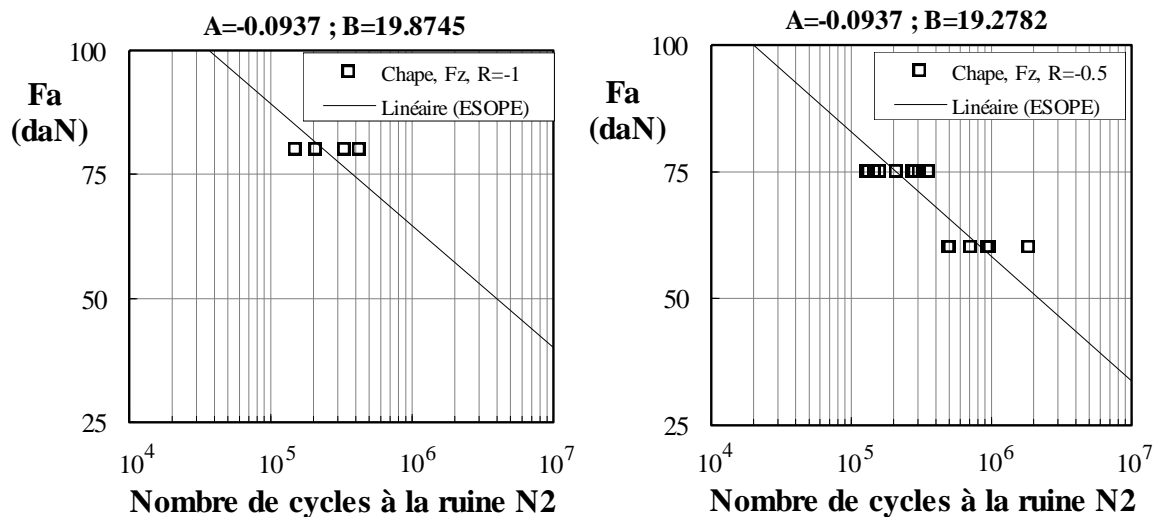 A=-0.0937 ; B=19.8745
100
75
50
25
Fa
(daN)
Chape, Fz, R=-1
Linéaire (ESOPE)
10^4
10^5
10^6
10^7
Nombre de cycles à la ruine N2
A=-0.0937 ; B=19.2782
100
75
50
25
Fa
(daN)
Chape, Fz, R=-0.5
Linéaire (ESOPE)
10^4
10^5
10^6
10^7
Nombre de cycles à la ruine N2